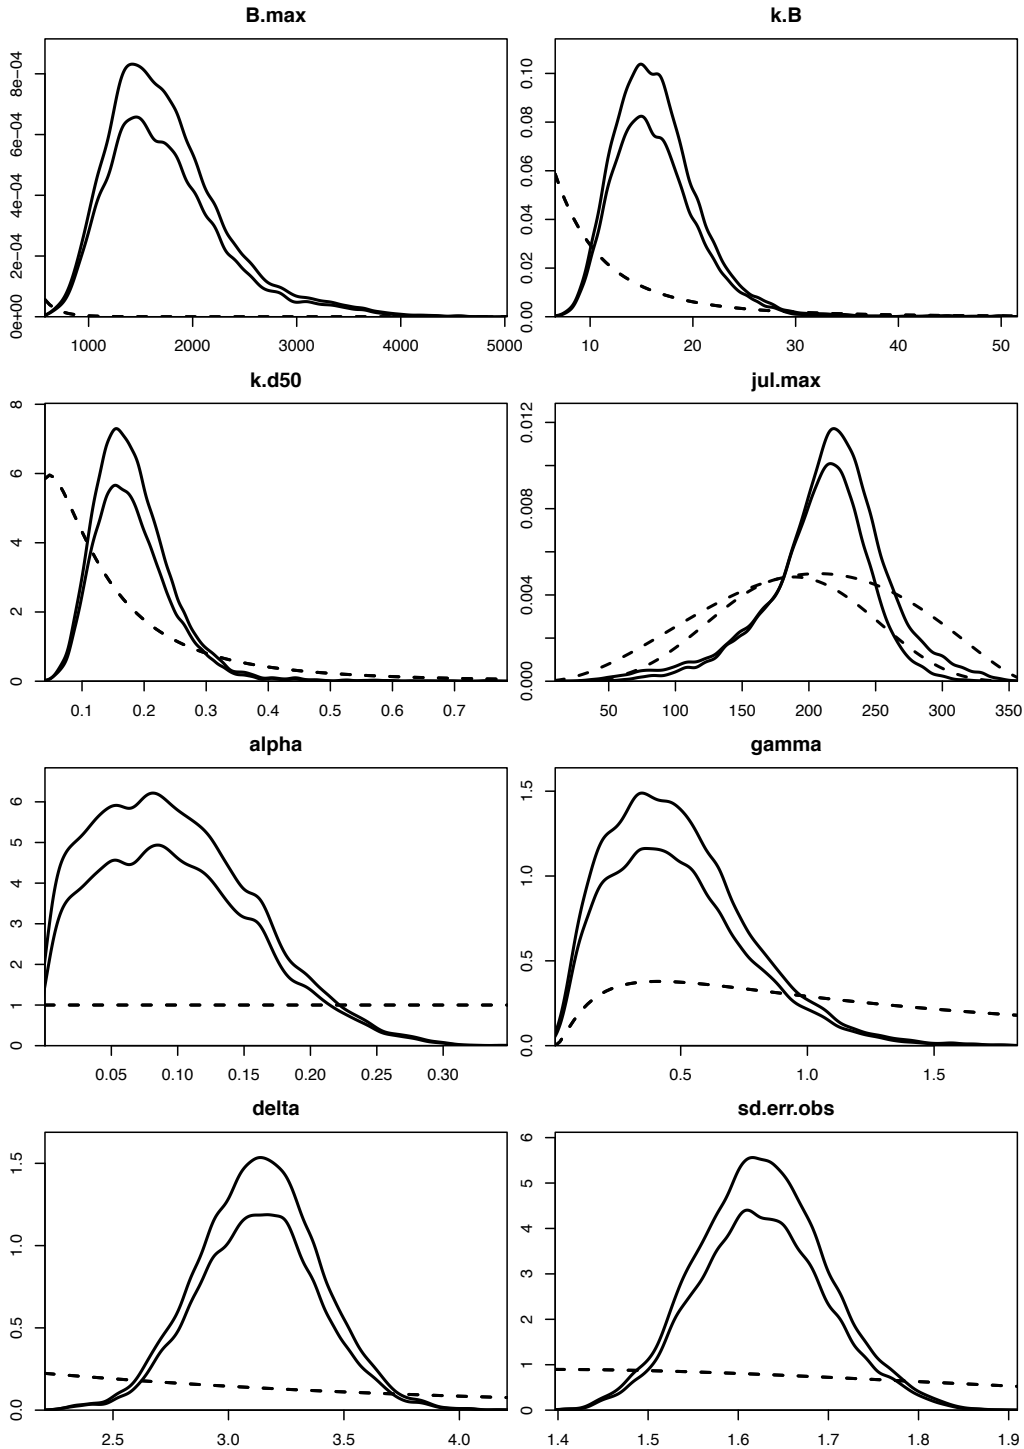 B.max
8e−04
6e−04
4e−04
2e−04
0e+00
1000 2000 3000 4000 5000
k.B
0.10
0.08
0.06
0.04
0.02
0.00
10 20 30 40 50
k.d50
8
6
4
2
0
0.1 0.2 0.3 0.4 0.5 0.6 0.7
jul.max
0.012
0.008
0.004
0.000
50 100 150 200 250 300 350
alpha
6
5
4
3
2
1
0
0.05 0.10 0.15 0.20 0.25 0.30
gamma
1.5
1.0
0.5
0.0
0.5 1.0 1.5
delta
1.5
1.0
0.5
0.0
2.5 3.0 3.5 4.0
sd.err.obs
6
5
4
3
2
1
0
1.4 1.5 1.6 1.7 1.8 1.9